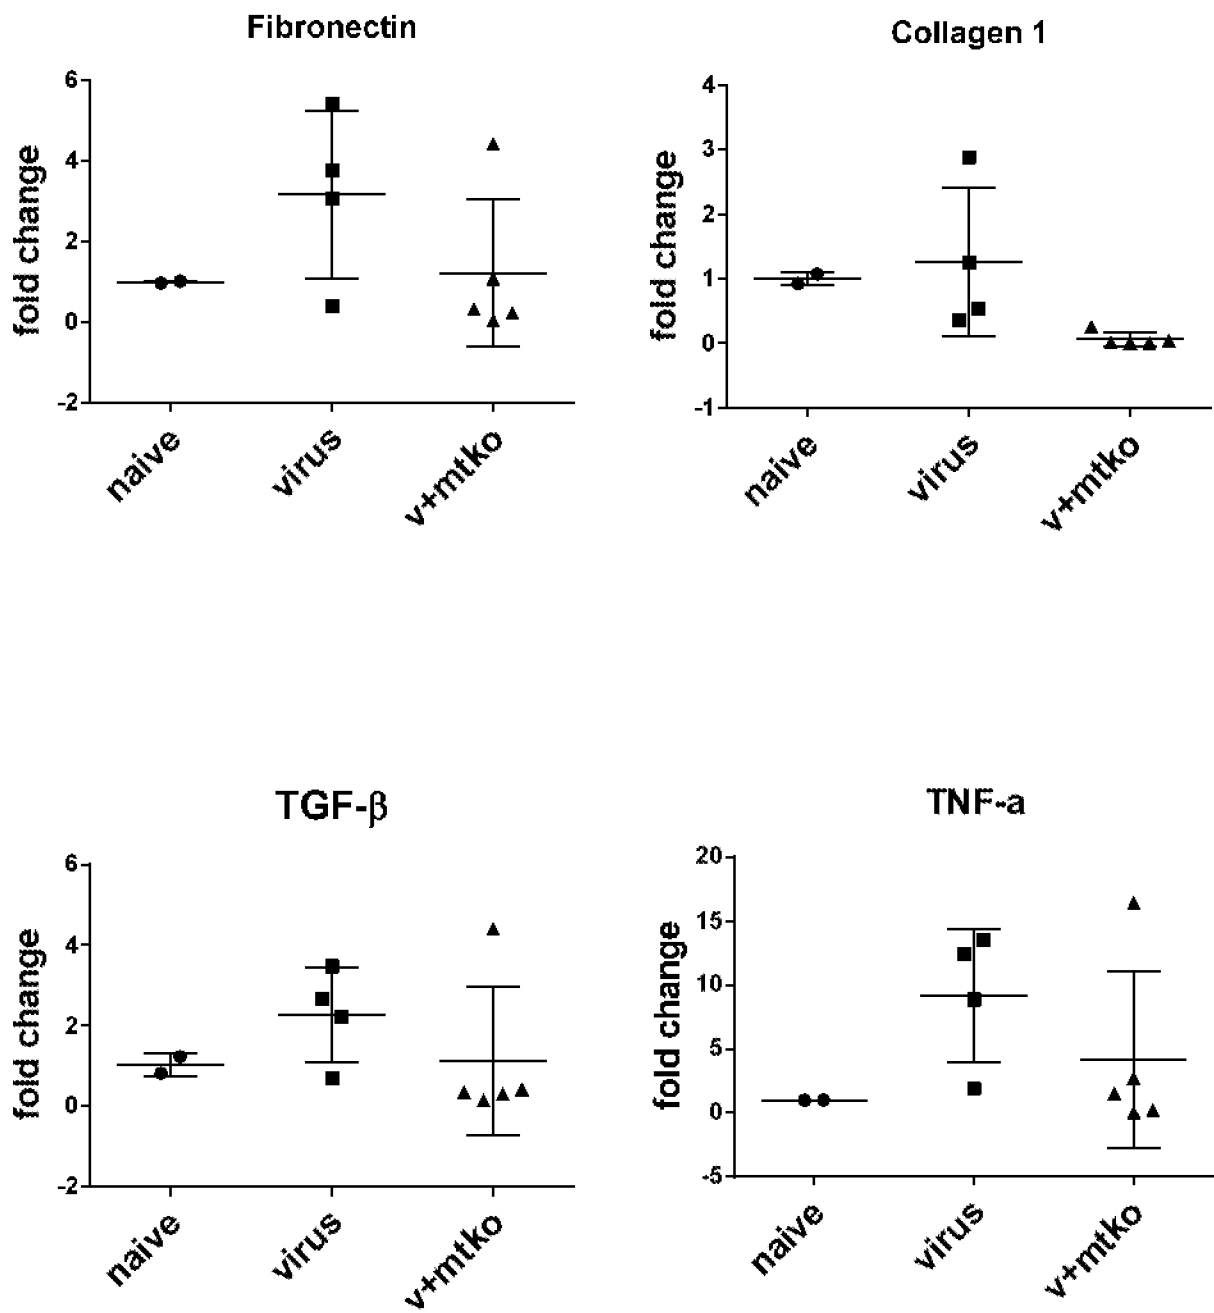 Fibronectin
fold change
6
4
2
0
-2
naive
virus
v+mtko
Collagen 1
fold change
4
3
2
1
0
-1
naive
virus
v+mtko
TGF-β
fold change
6
4
2
0
-2
naive
virus
v+mtko
TNF-a
fold change
20
15
10
5
0
-5
naive
virus
v+mtko